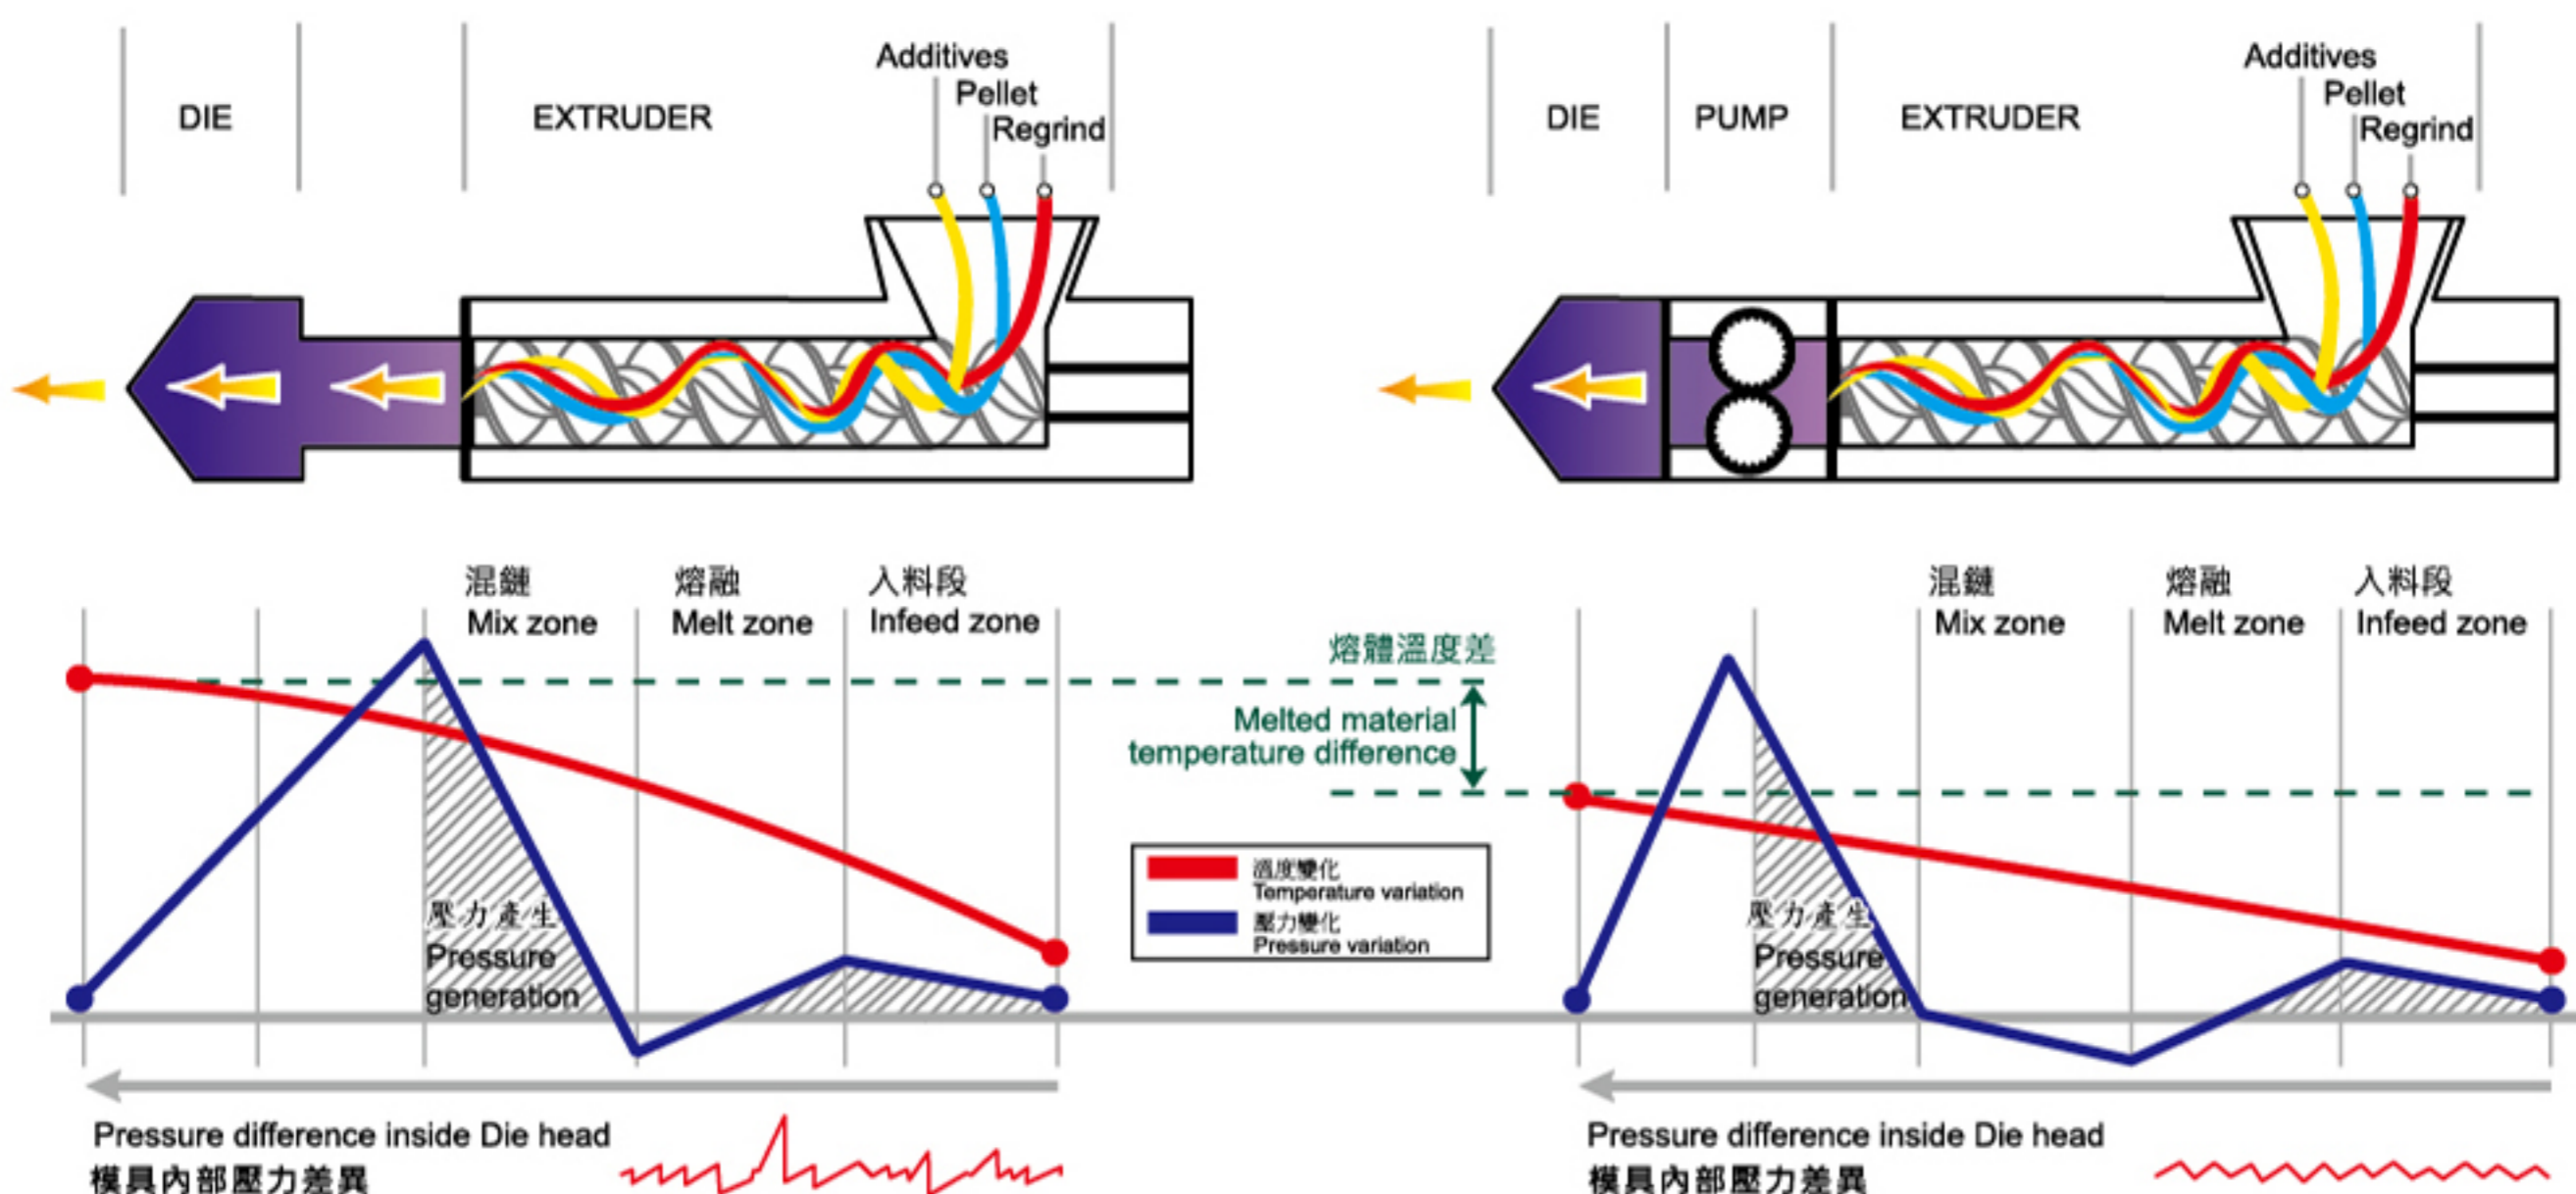 DIE
EXTRUDER
Additives
Pellet
Regrind
DIE
PUMP
EXTRUDER
Additives
Pellet
Regrind
混鏈
Mix zone
熔融
Melt zone
入料段
Infeed zone
壓力產生
Pressure
generation
熔體溫度差
Melted material
temperature difference
溫度變化
Temperature variation
壓力變化
Pressure variation
混鏈
Mix zone
熔融
Melt zone
入料段
Infeed zone
壓力產生
Pressure
generation
Pressure difference inside Die head
模具內部壓力差異
Pressure difference inside Die head
模具內部壓力差異